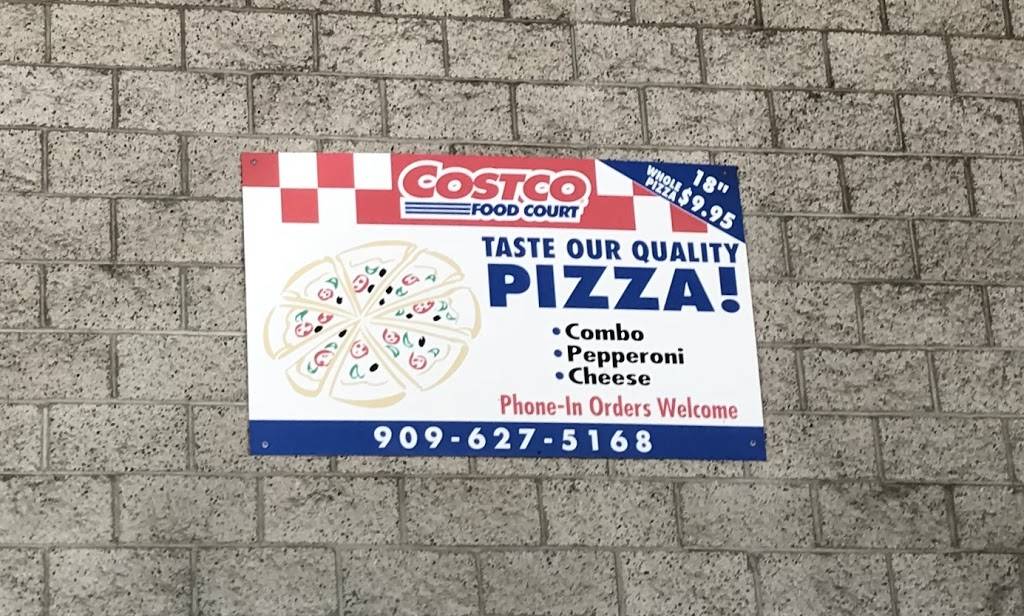 COSTCO
FOOD COURT
18"
WHOLE
PIZZA $9.95
TASTE OUR QUALITY
PIZZA!
• Combo
• Pepperoni
• Cheese
Phone-In Orders Welcome
909-627-5168